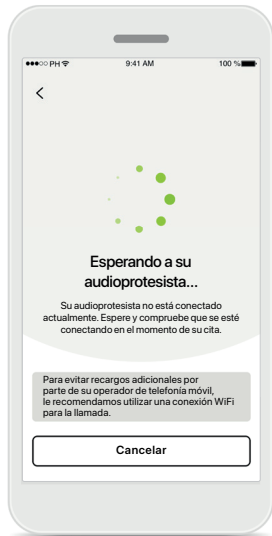 ●●●○○ PH 9:41 AM 100 %
Esperando a su
audioprotesista...
Su audioprotesista no está conectado
actualmente. Espere y compruebe que se esté
conectando en el momento de su cita.
Para evitar recargos adicionales por
parte de su operador de telefonía móvil,
le recomendamos utilizar una conexión WiFi
para la llamada.
Cancelar